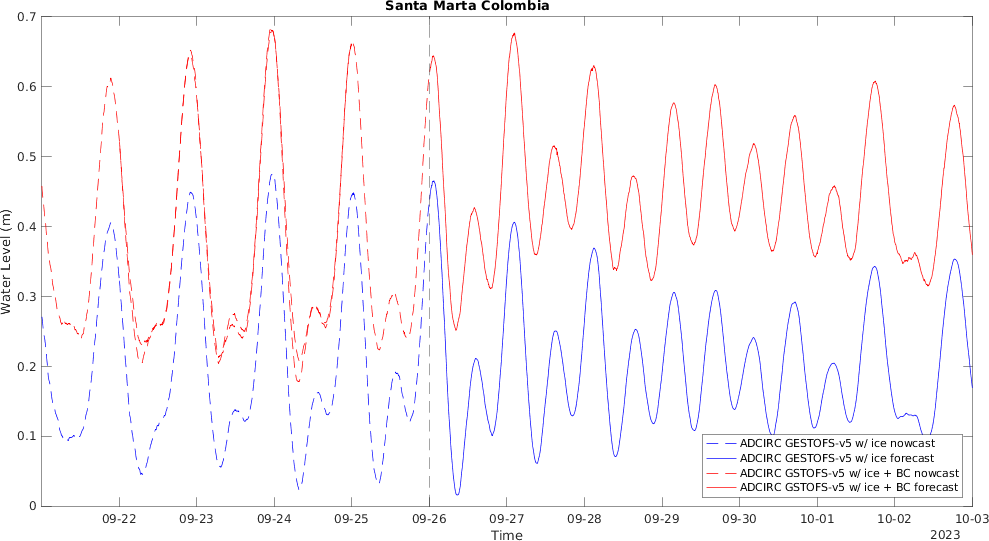 Santa Marta Colombia
0.7
0.6
0.5
0.4
0.3
0.2
0.1
0
Water Level (m)
09-22 09-23 09-24 09-25 09-26 09-27 09-28 09-29 09-30 10-01 10-02 10-03
Time
2023
ADCIRC GESTOFS-v5 w/ ice nowcast
ADCIRC GESTOFS-v5 w/ ice forecast
ADCIRC GSTOFS-v5 w/ ice + BC nowcast
ADCIRC GSTOFS-v5 w/ ice + BC forecast